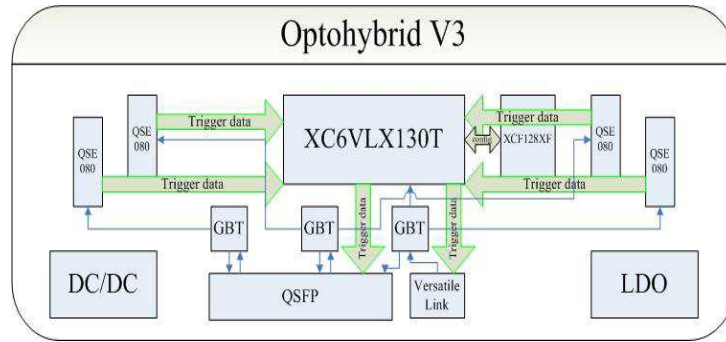 Optohybrid V3
QSE
080
QSE
080
Trigger data
Trigger data
XC6VLX130T
config
XCF128XF
Trigger data
Trigger data
QSE
080
QSE
080
GBT
GBT
GBT
Trigger data
Trigger data
DC/DC
QSFP
Versatile
Link
LDO